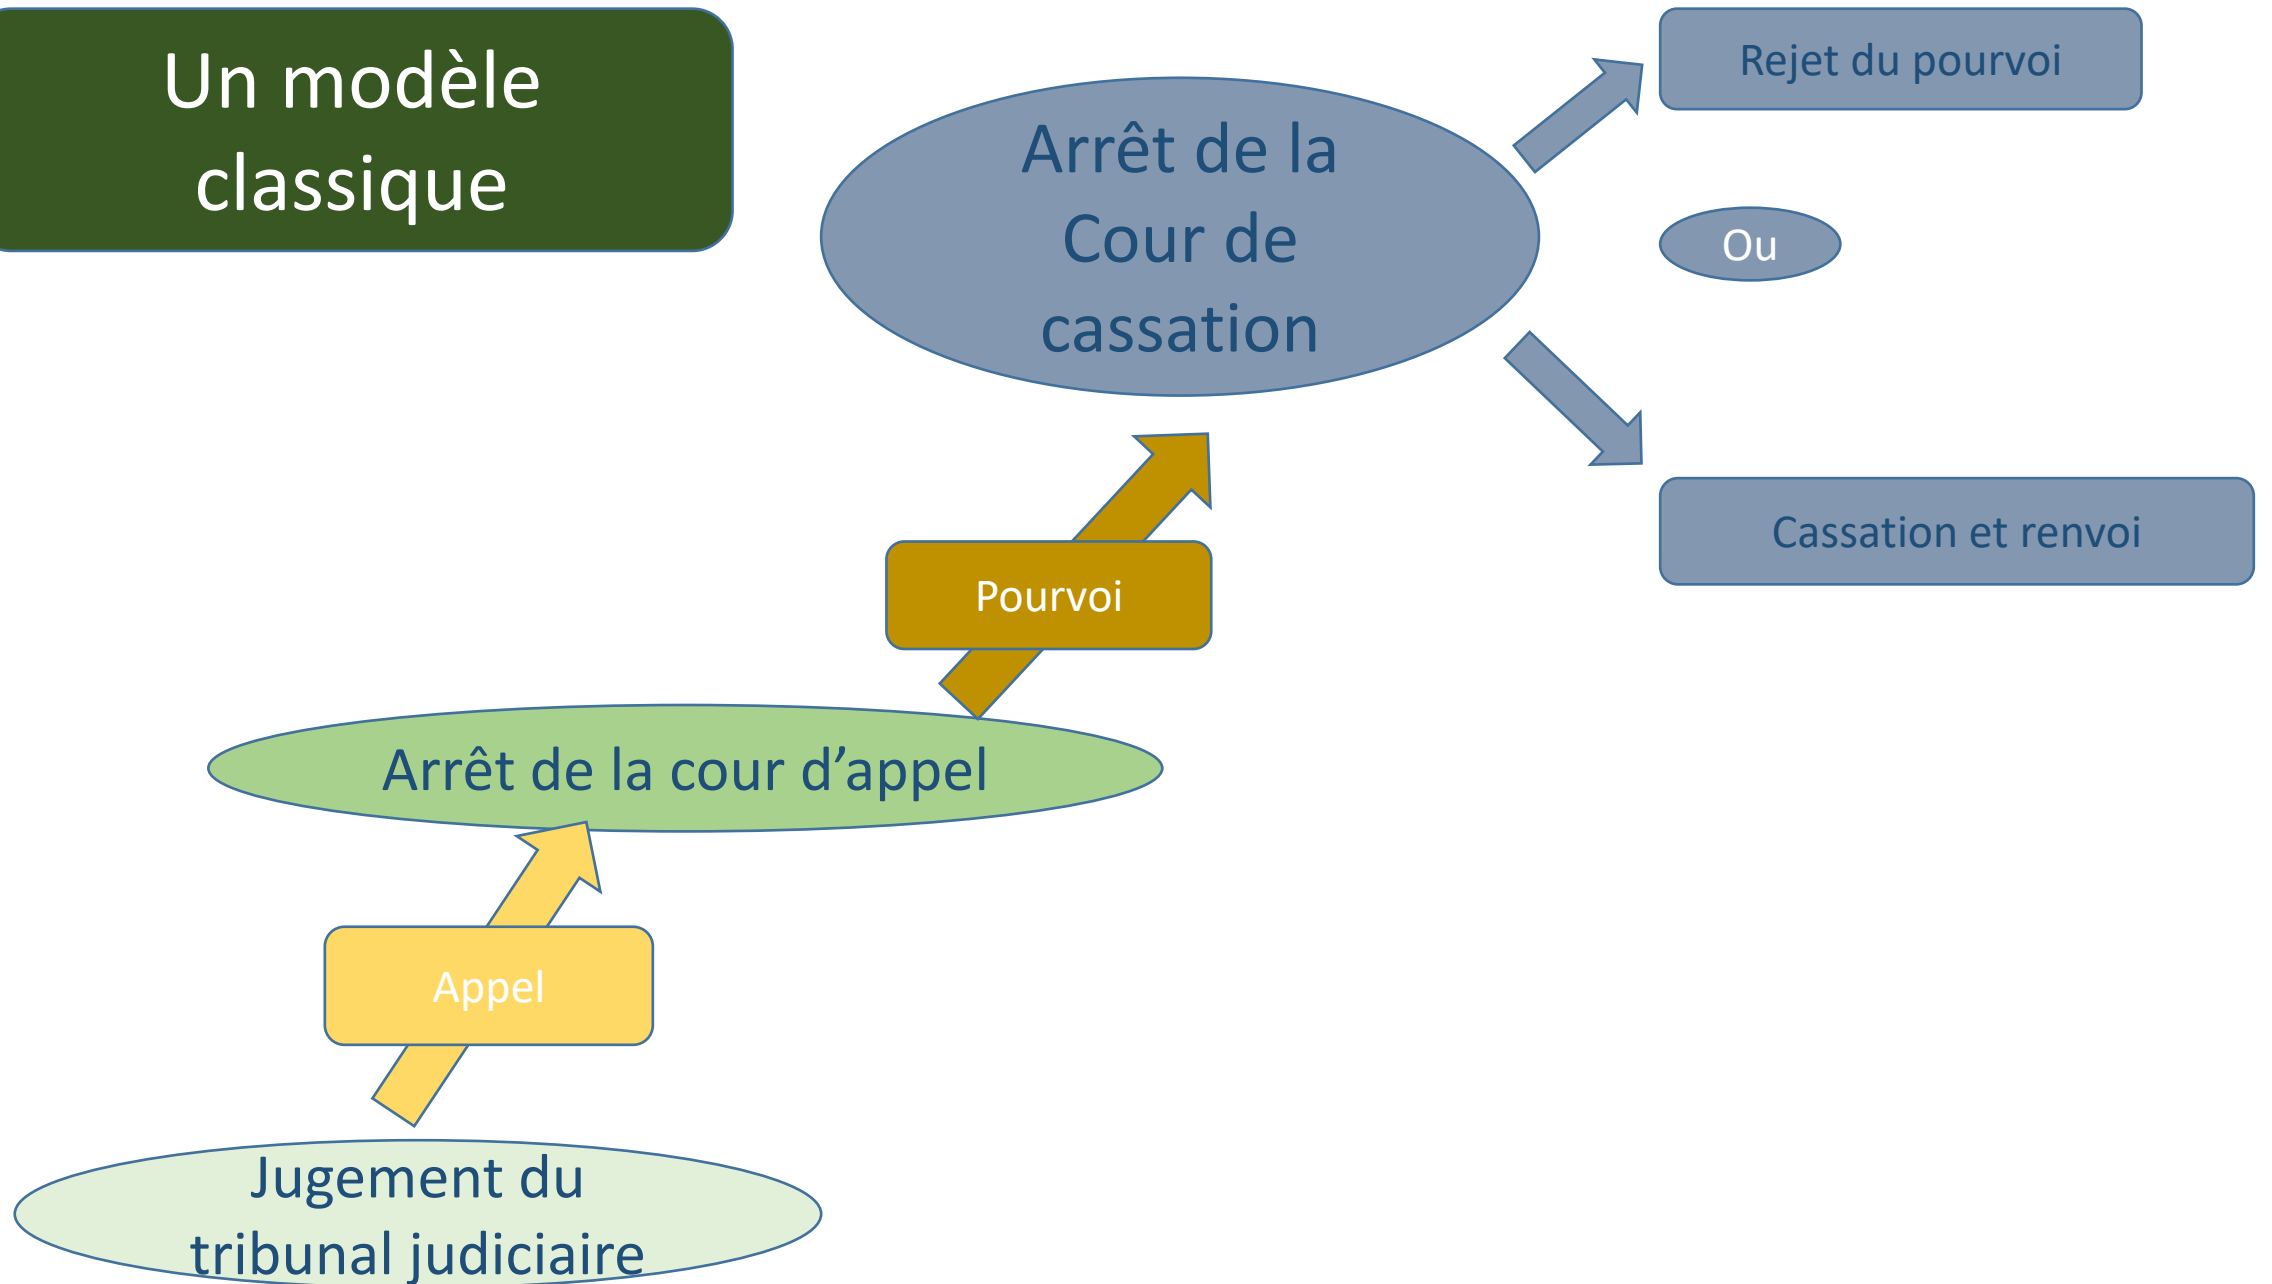 Un modèle
classique
Arrêt de la
Cour de
cassation
Rejet du pourvoi
Ou
Cassation et renvoi
Pourvoi
Arrêt de la cour d’appel
Appel
Jugement du
tribunal judiciaire